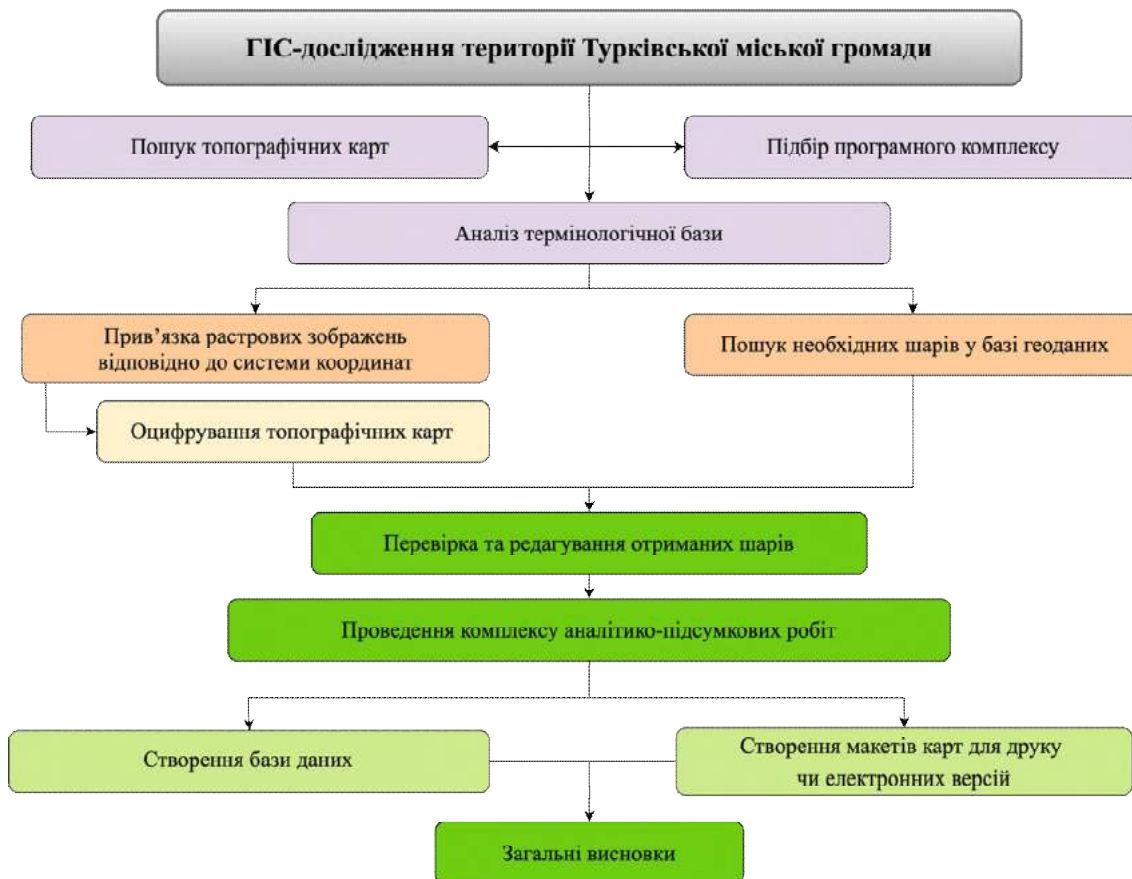 ГІС-дослідження території Турківської міської громади
Пошук топографічних карт
Підбір програмного комплексу
Аналіз термінологічної бази
Прив’язка растрових зображень
відповідно до системи координат
Пошук необхідних шарів у базі геоданих
Оцифрування топографічних карт
Перевірка та редагування отриманих шарів
Проведення комплексу аналітико-підсумкових робіт
Створення бази даних
Створення макетів карт для друку
чи електронних версій
Загальні висновки